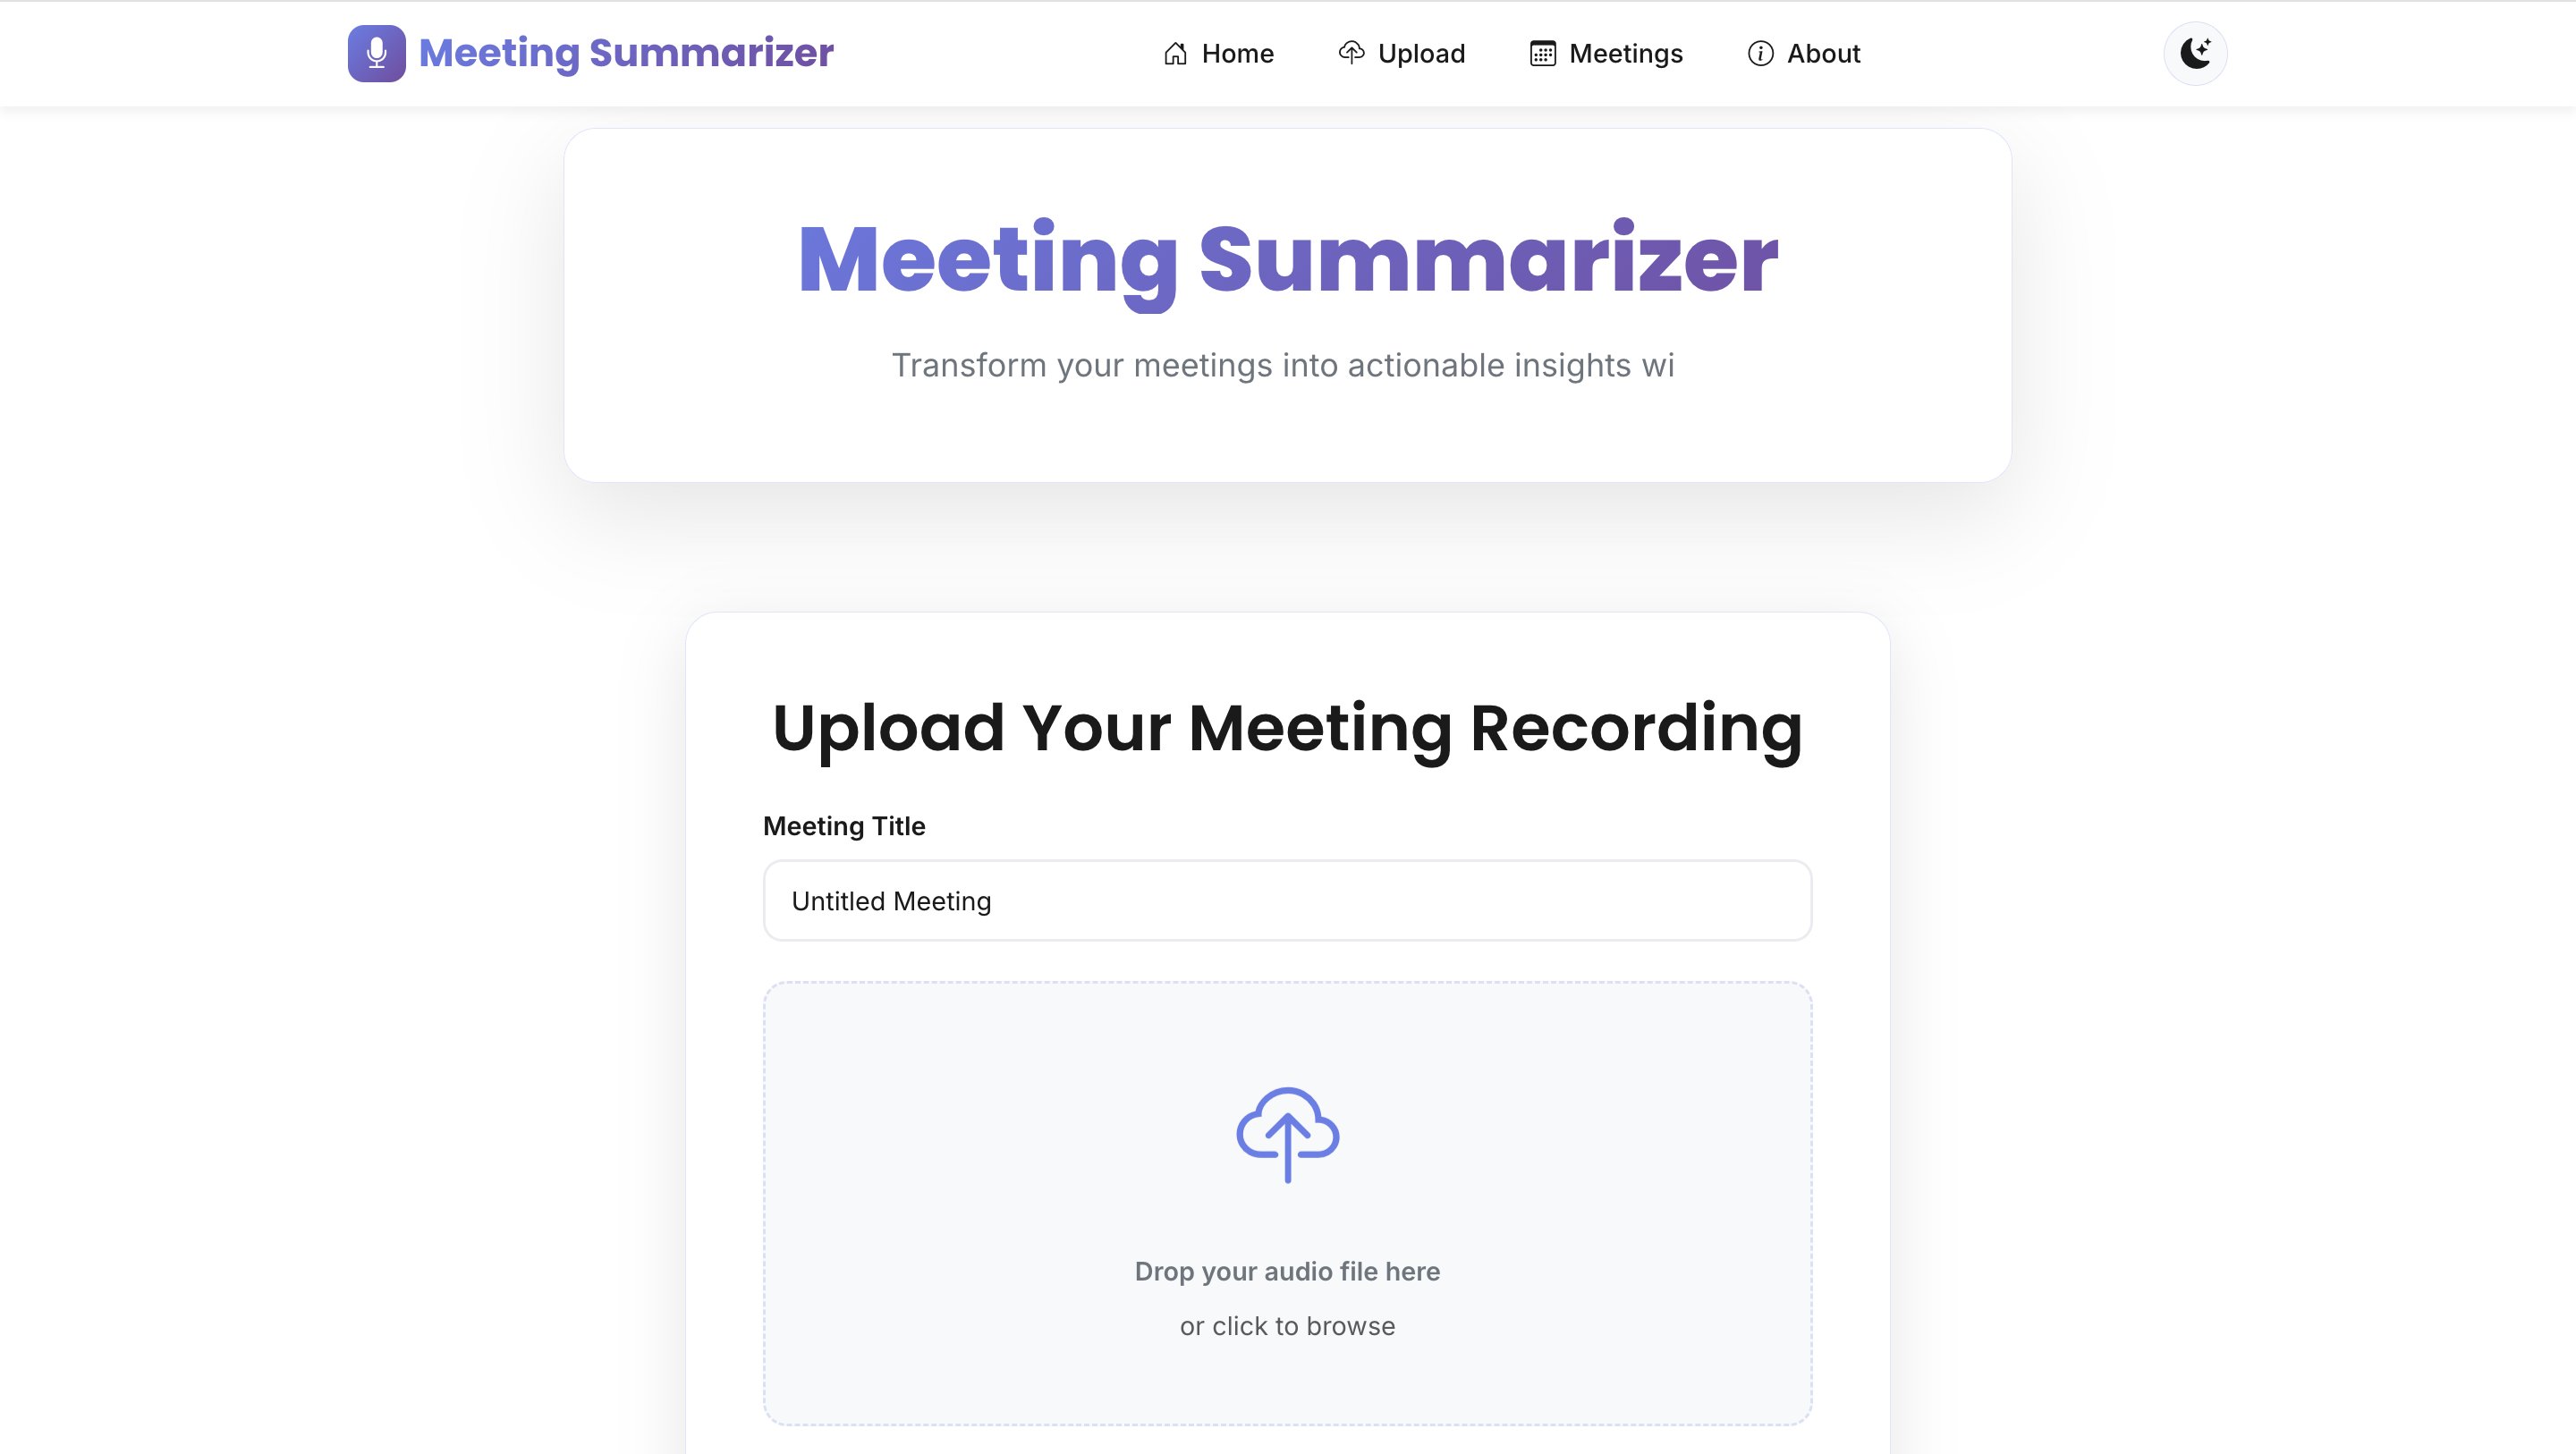 Meeting Summarizer
Home
Upload
Meetings
About
Meeting Summarizer
Transform your meetings into actionable insights wi
Upload Your Meeting Recording
Meeting Title
Untitled Meeting
Drop your audio file here
or click to browse